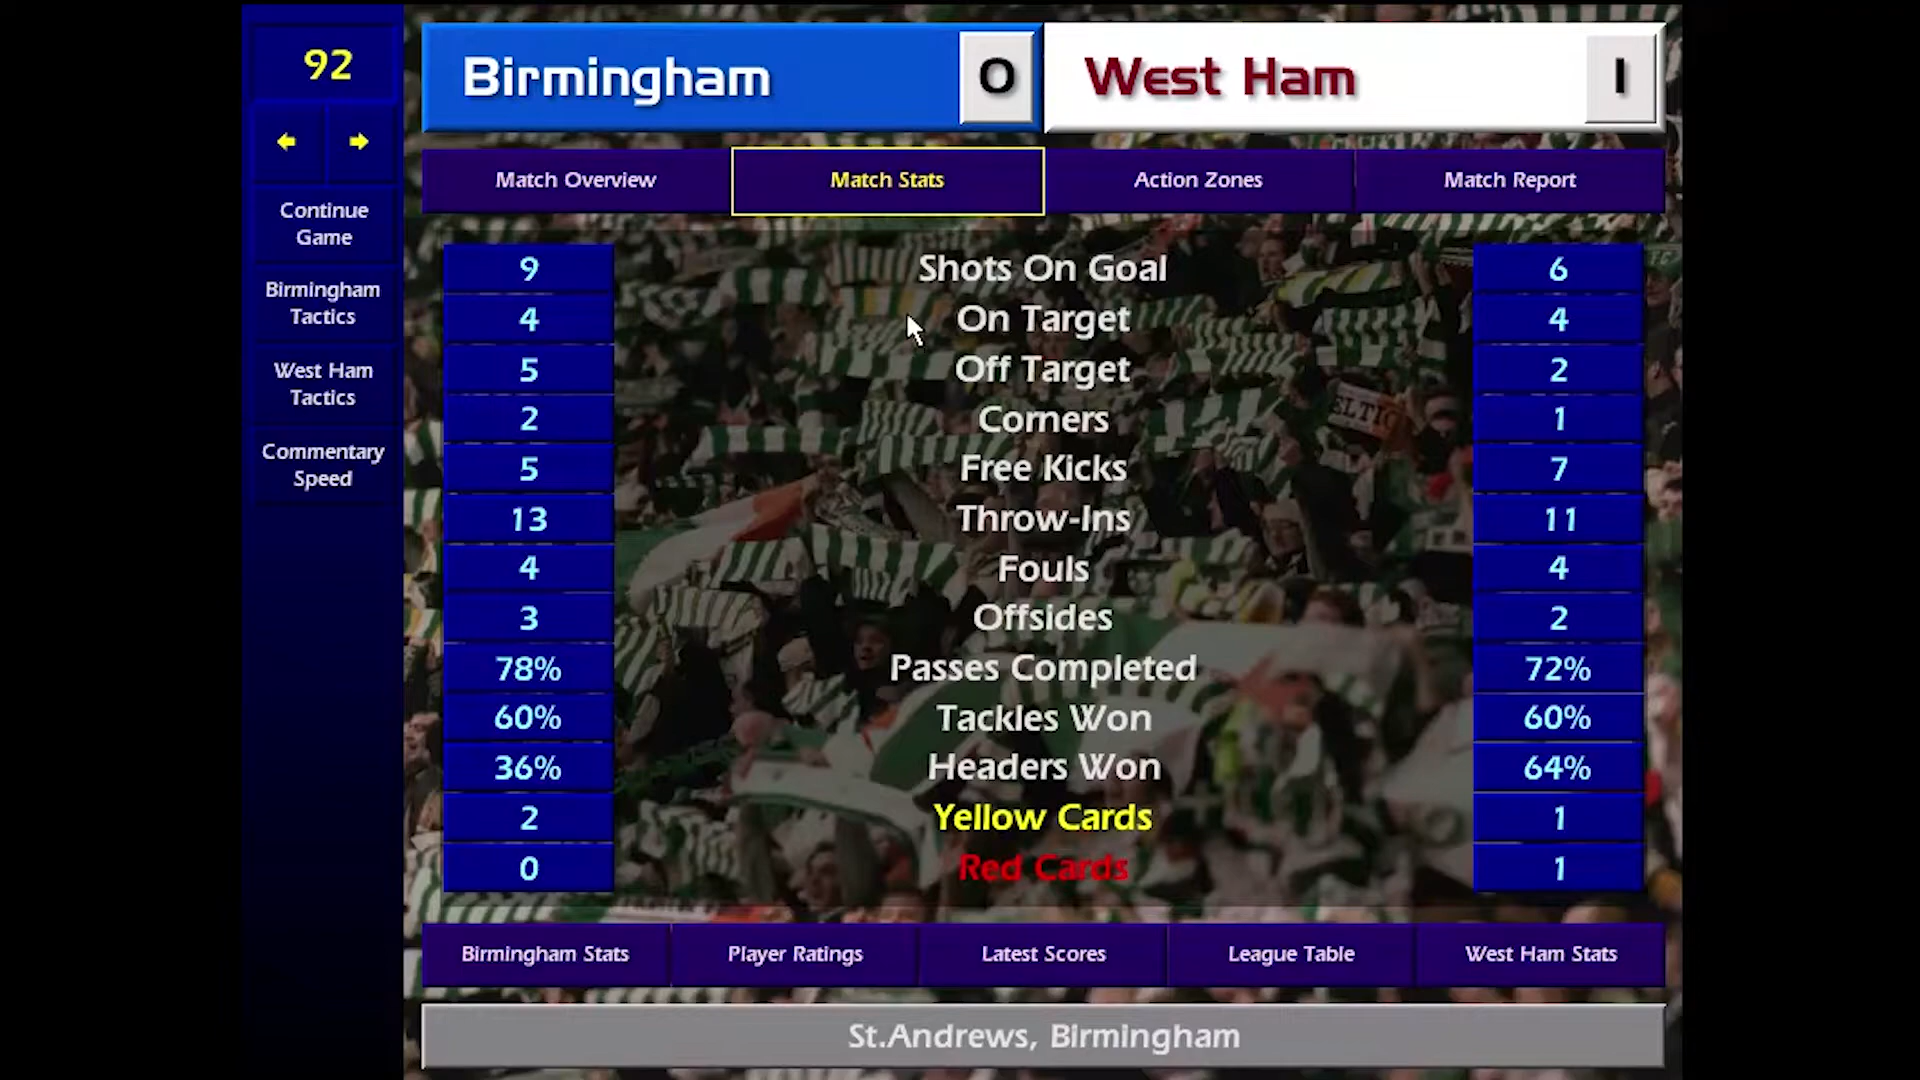 92
Birmingham 0 West Ham 1
Match Overview Match Stats Action Zones Match Report
Continue
Game
Birmingham
Tactics
West Ham
Tactics
Commentary
Speed
9 Shots On Goal 6
4 On Target 4
5 Off Target 2
2 Corners 1
5 Free Kicks 7
13 Throw-Ins 11
4 Fouls 4
3 Offsides 2
78% Passes Completed 72%
60% Tackles Won 60%
36% Headers Won 64%
2 Yellow Cards 1
0 Red Cards 1
Birmingham Stats Player Ratings Latest Scores League Table West Ham Stats
St.Andrews, Birmingham